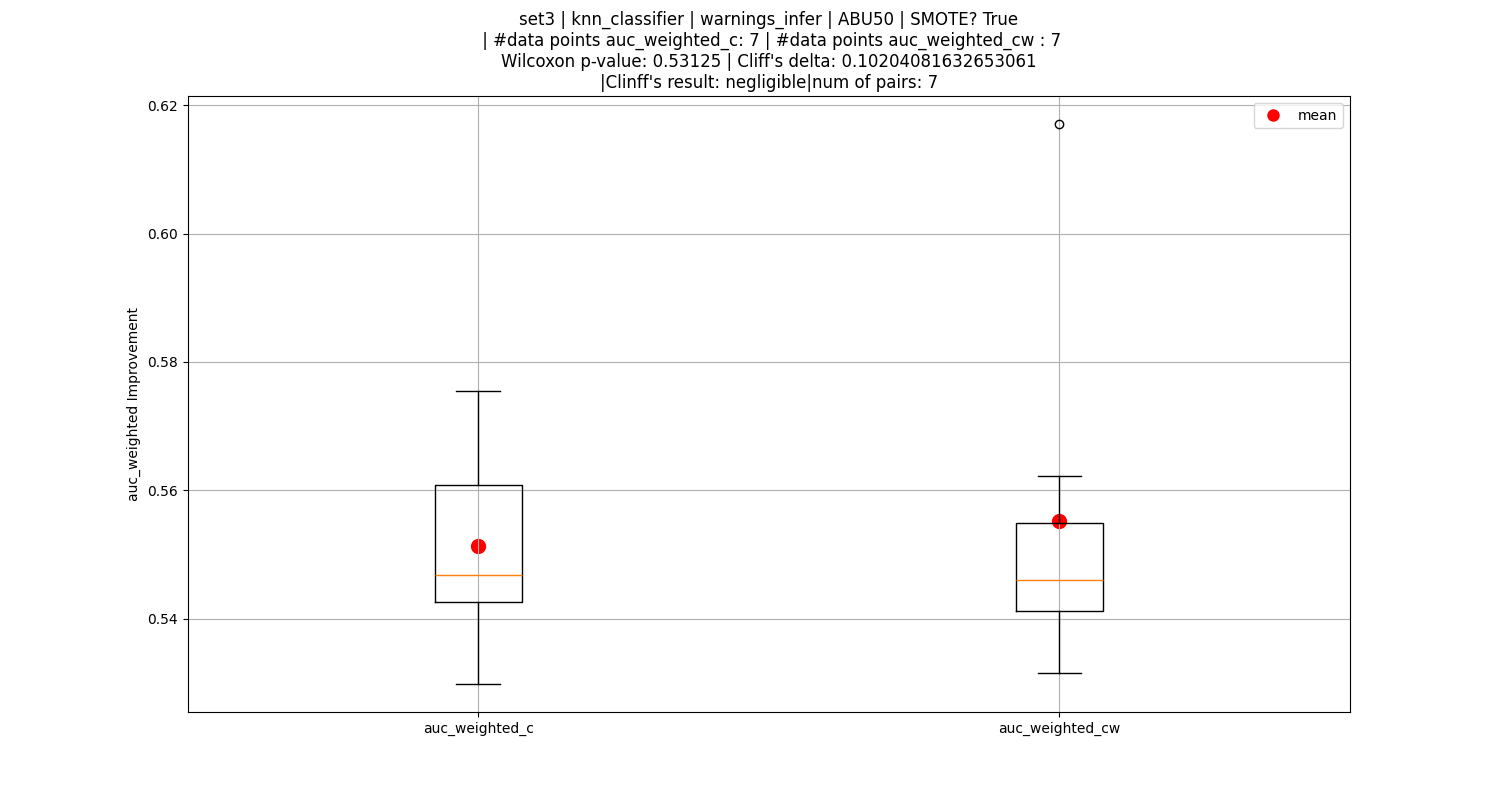 set3 | knn_classifier | warnings_infer | ABU50 | SMOTE? True
| #data points auc_weighted_c: 7 | #data points auc_weighted_cw : 7
Wilcoxon p-value: 0.53125 | Cliff's delta: 0.10204081632653061
|Clinff's result: negligible|num of pairs: 7
mean
0.62
0.60
0.58
0.56
0.54
auc_weighted Improvement
auc_weighted_c
auc_weighted_cw